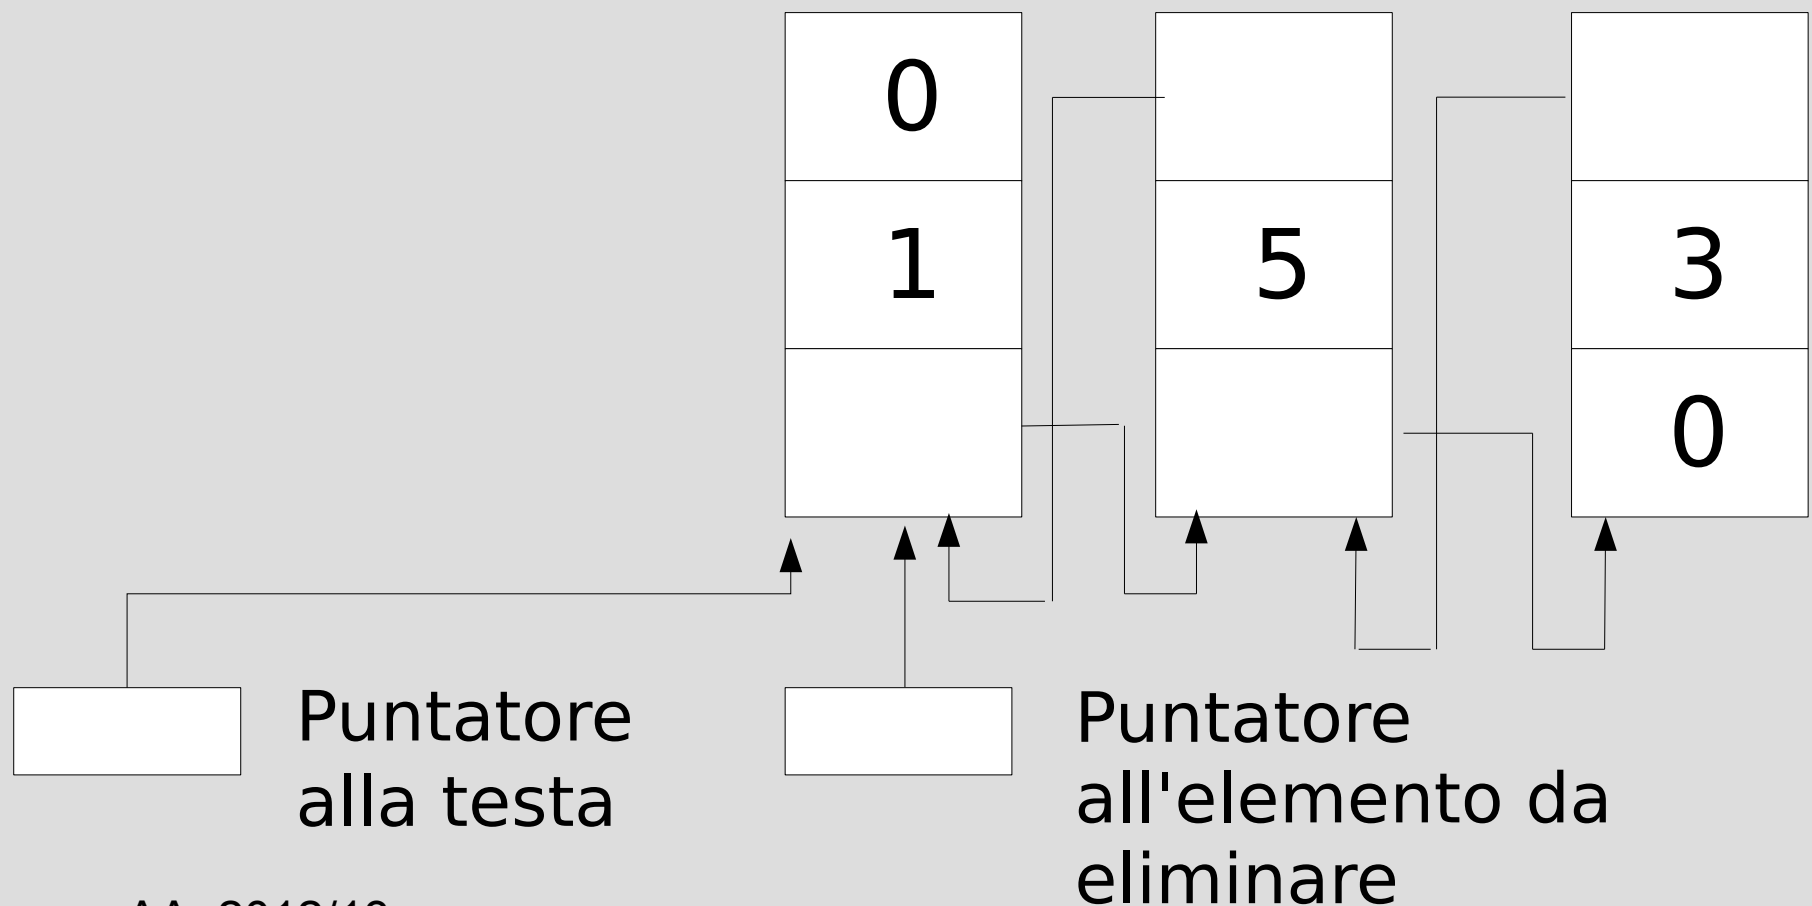 0
1
5
3
0
Puntatore
alla testa
Puntatore
all'elemento da
eliminare